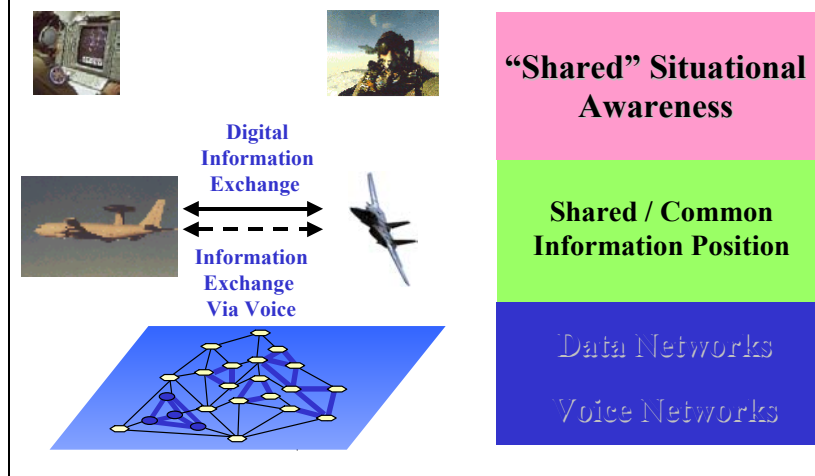 “Shared” Situational
Awareness
Digital
Information
Exchange
Information
Exchange
Via Voice
Shared / Common
Information Position
Data Networks
Voice Networks